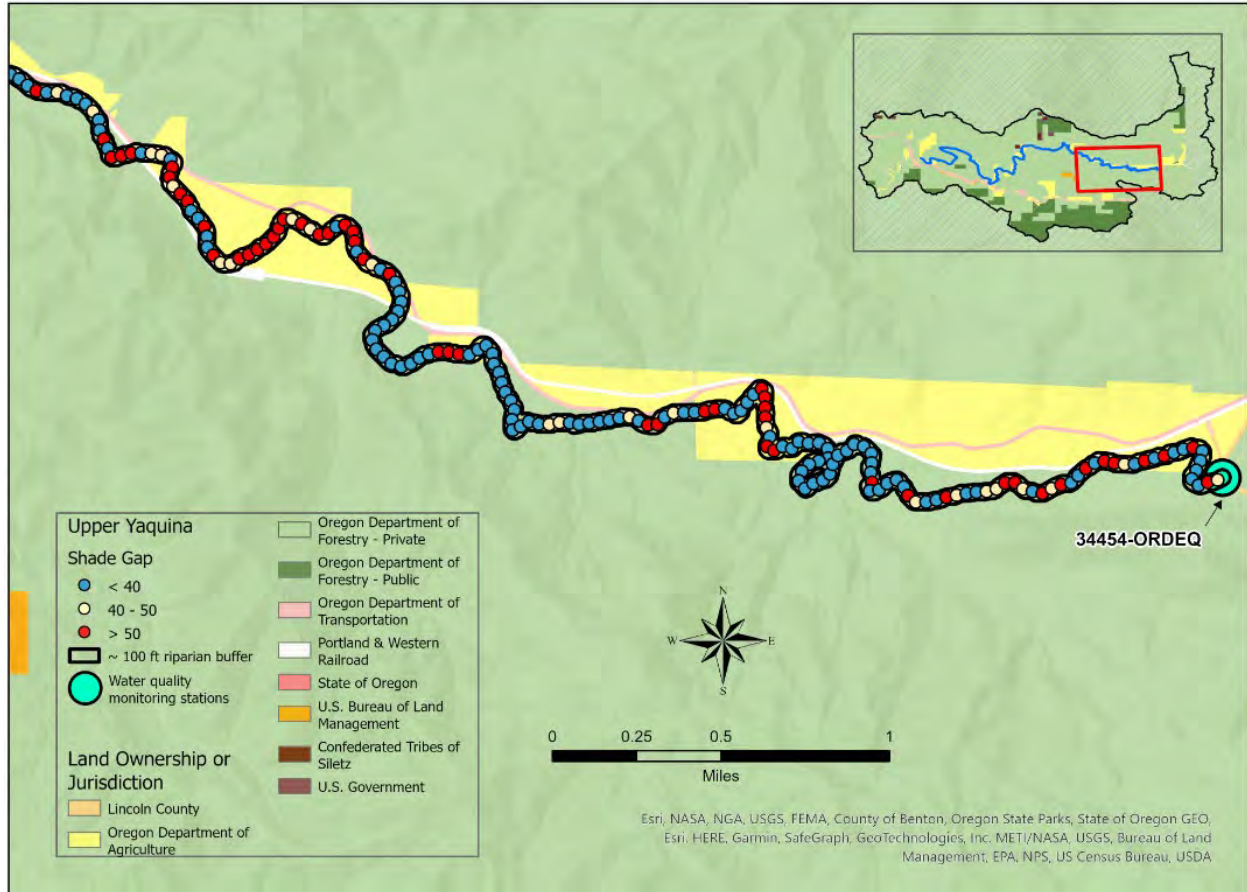 34454-ORDEQ
Upper Yaquina
Shade Gap
< 40
40 - 50
> 50
~ 100 ft riparian buffer
Water quality
monitoring stations
Land Ownership or
Jurisdiction
Lincoln County
Oregon Department of
Agriculture
Oregon Department of
Forestry - Private
Oregon Department of
Forestry - Public
Oregon Department of
Transportation
Portland & Western
Railroad
State of Oregon
U.S. Bureau of Land
Management
Confederated Tribes of
Siletz
U.S. Government
N
W E
S
0 0.25 0.5 1
Miles
Esri, NASA, NGA, USGS, FEMA, County of Benton, Oregon State Parks, State of Oregon GEO,
Esri, HERE, Garmin, SafeGraph, GeoTechnologies, Inc. METI/NASA, USGS, Bureau of Land
Management, EPA, NPS, US Census Bureau, USDA